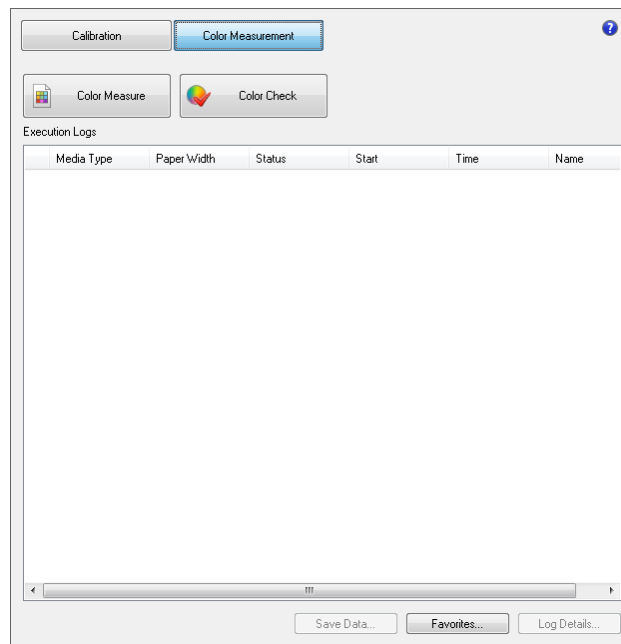 Calibration Color Measurement ?
Color Measure Color Check
Execution Logs
Media Type Paper Width Status Start Time Name
Save Data... Favorites... Log Details...